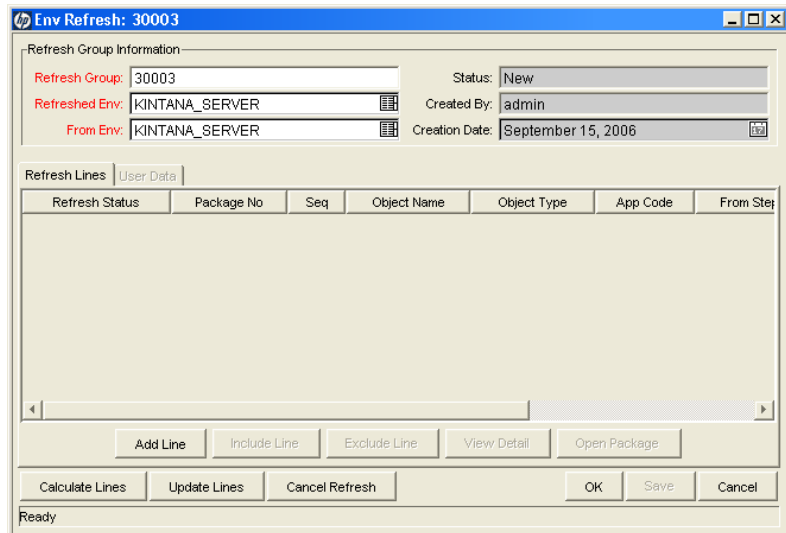 hp Env Refresh: 30003
Refresh Group Information
Refresh Group: 30003 Status: New
Refreshed Env: KINTANA_SERVER Created By: admin
From Env: KINTANA_SERVER Creation Date: September 15, 2006
Refresh Lines User Data
Refresh Status Package No Seq Object Name Object Type App Code From Step
Add Line Include Line Exclude Line View Detail Open Package
Calculate Lines Update Lines Cancel Refresh OK Save Cancel
Ready